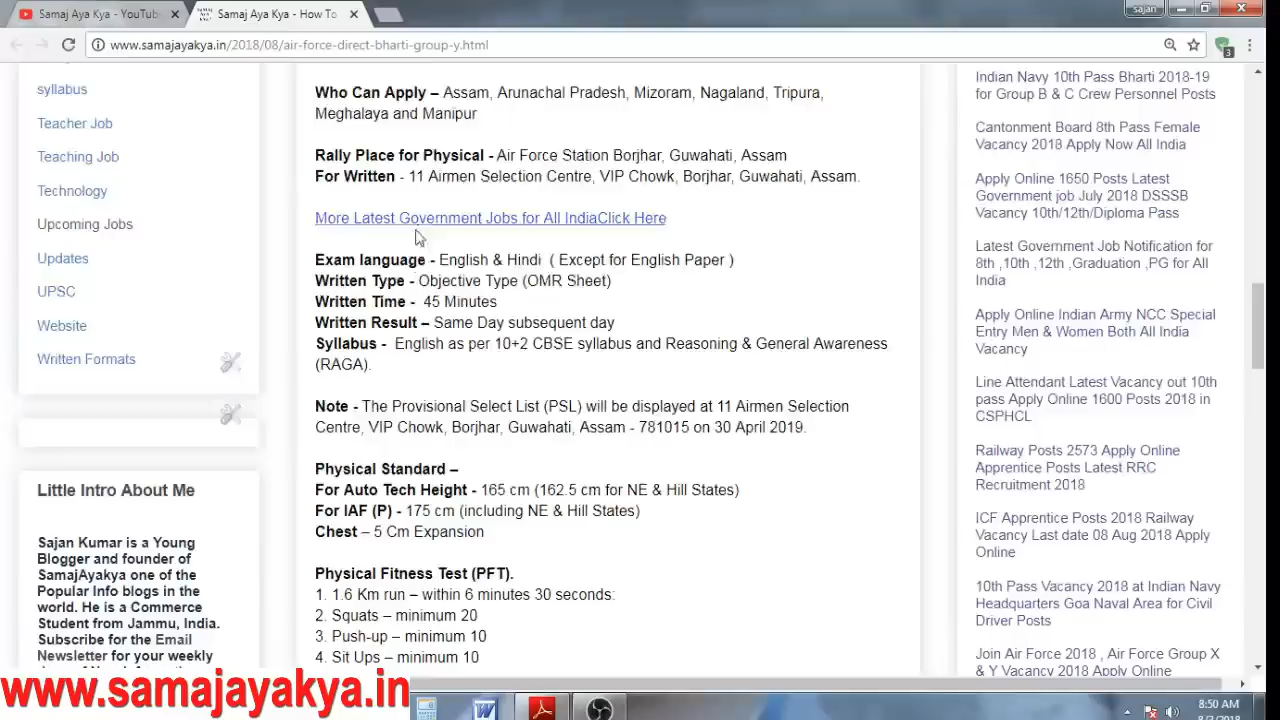 Samaj Aya Kya - YouTub
Samaj Aya Kya - How To
sajan
www.samajayakya.in/2018/08/air-force-direct-bharti-group-y.html
3
syllabus
Teacher Job
Teaching Job
Technology
Upcoming Jobs
Updates
UPSC
Website
Written Formats
Little Intro About Me
Sajan Kumar is a Young
Blogger and founder of
SamajAyakya one of the
Popular Info blogs in the
world. He is a Commerce
Student from Jammu, India.
Subscribe for the Email
Newsletter for your weekly
Who Can Apply – Assam, Arunachal Pradesh, Mizoram, Nagaland, Tripura,
Meghalaya and Manipur
Rally Place for Physical - Air Force Station Borjhar, Guwahati, Assam
For Written - 11 Airmen Selection Centre, VIP Chowk, Borjhar, Guwahati, Assam.
More Latest Government Jobs for All IndiaClick Here
Exam language - English & Hindi ( Except for English Paper )
Written Type - Objective Type (OMR Sheet)
Written Time - 45 Minutes
Written Result – Same Day subsequent day
Syllabus - English as per 10+2 CBSE syllabus and Reasoning & General Awareness
(RAGA).
Note - The Provisional Select List (PSL) will be displayed at 11 Airmen Selection
Centre, VIP Chowk, Borjhar, Guwahati, Assam - 781015 on 30 April 2019.
Physical Standard –
For Auto Tech Height - 165 cm (162.5 cm for NE & Hill States)
For IAF (P) - 175 cm (including NE & Hill States)
Chest – 5 Cm Expansion
Physical Fitness Test (PFT).
1. 1.6 Km run – within 6 minutes 30 seconds:
2. Squats – minimum 20
3. Push-up – minimum 10
4. Sit Ups – minimum 10
Indian Navy 10th Pass Bharti 2018-19
for Group B & C Crew Personnel Posts
Cantonment Board 8th Pass Female
Vacancy 2018 Apply Now All India
Apply Online 1650 Posts Latest
Government job July 2018 DSSSB
Vacancy 10th/12th/Diploma Pass
Latest Government Job Notification for
8th ,10th ,12th ,Graduation ,PG for All
India
Apply Online Indian Army NCC Special
Entry Men & Women Both All India
Vacancy
Line Attendant Latest Vacancy out 10th
pass Apply Online 1600 Posts 2018 in
CSPHCL
Railway Posts 2573 Apply Online
Apprentice Posts Latest RRC
Recruitment 2018
ICF Apprentice Posts 2018 Railway
Vacancy Last date 08 Aug 2018 Apply
Online
10th Pass Vacancy 2018 at Indian Navy
Headquarters Goa Naval Area for Civil
Driver Posts
Join Air Force 2018 , Air Force Group X
& Y Vacancy 2018 Apply Online
www.samajayakya.in
8:50 AM